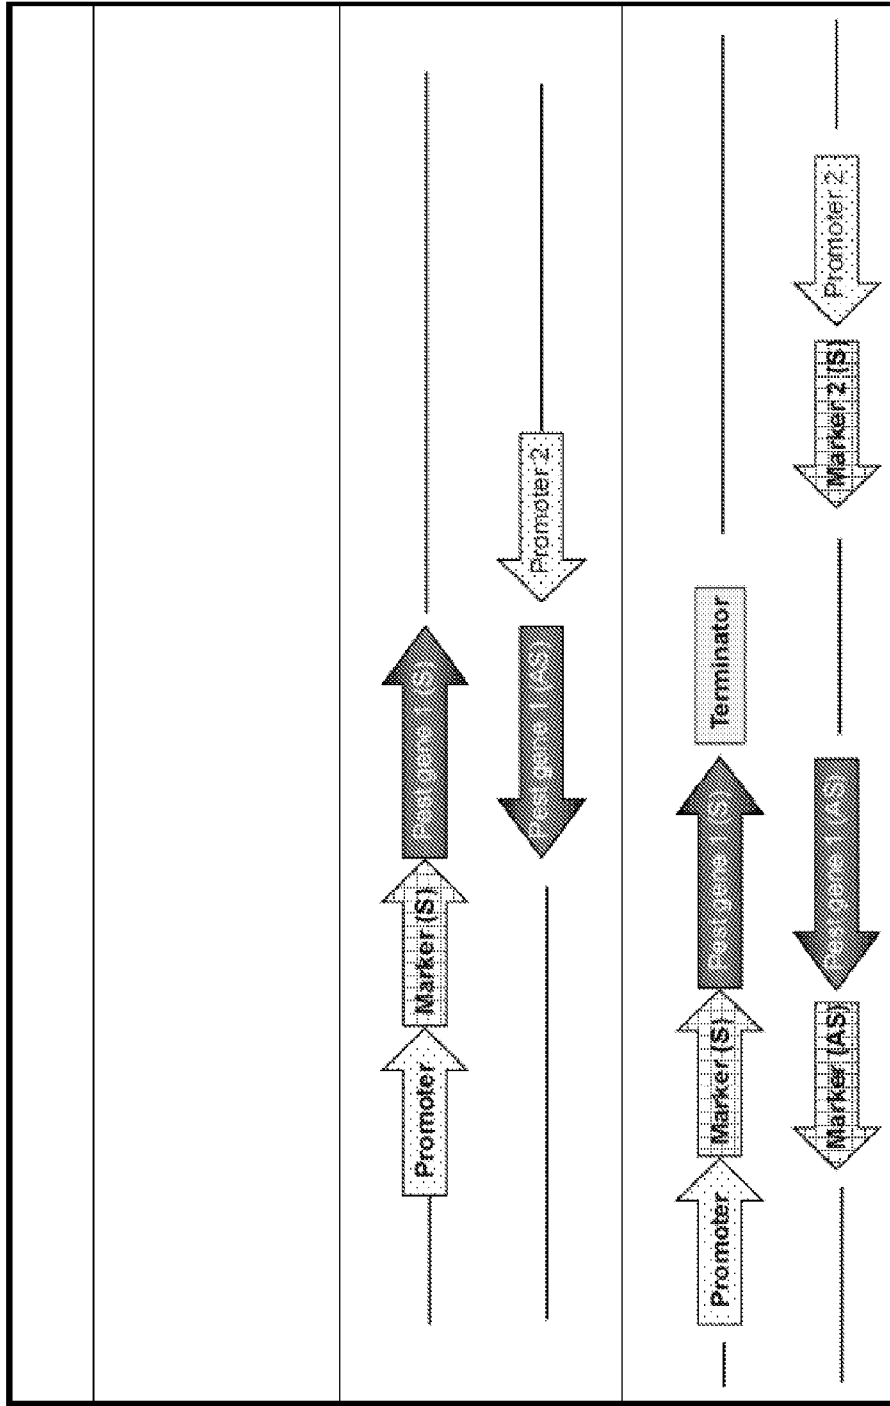 Promoter
Marker (S)
Pest gene 1 (S)
Pest gene 1 (AS)
Promoter 2
Promoter
Marker (S)
Pest gene 1 (S)
Terminator
Marker (AS)
Pest gene 1 (AS)
Marker 2 (S)
Promoter 2